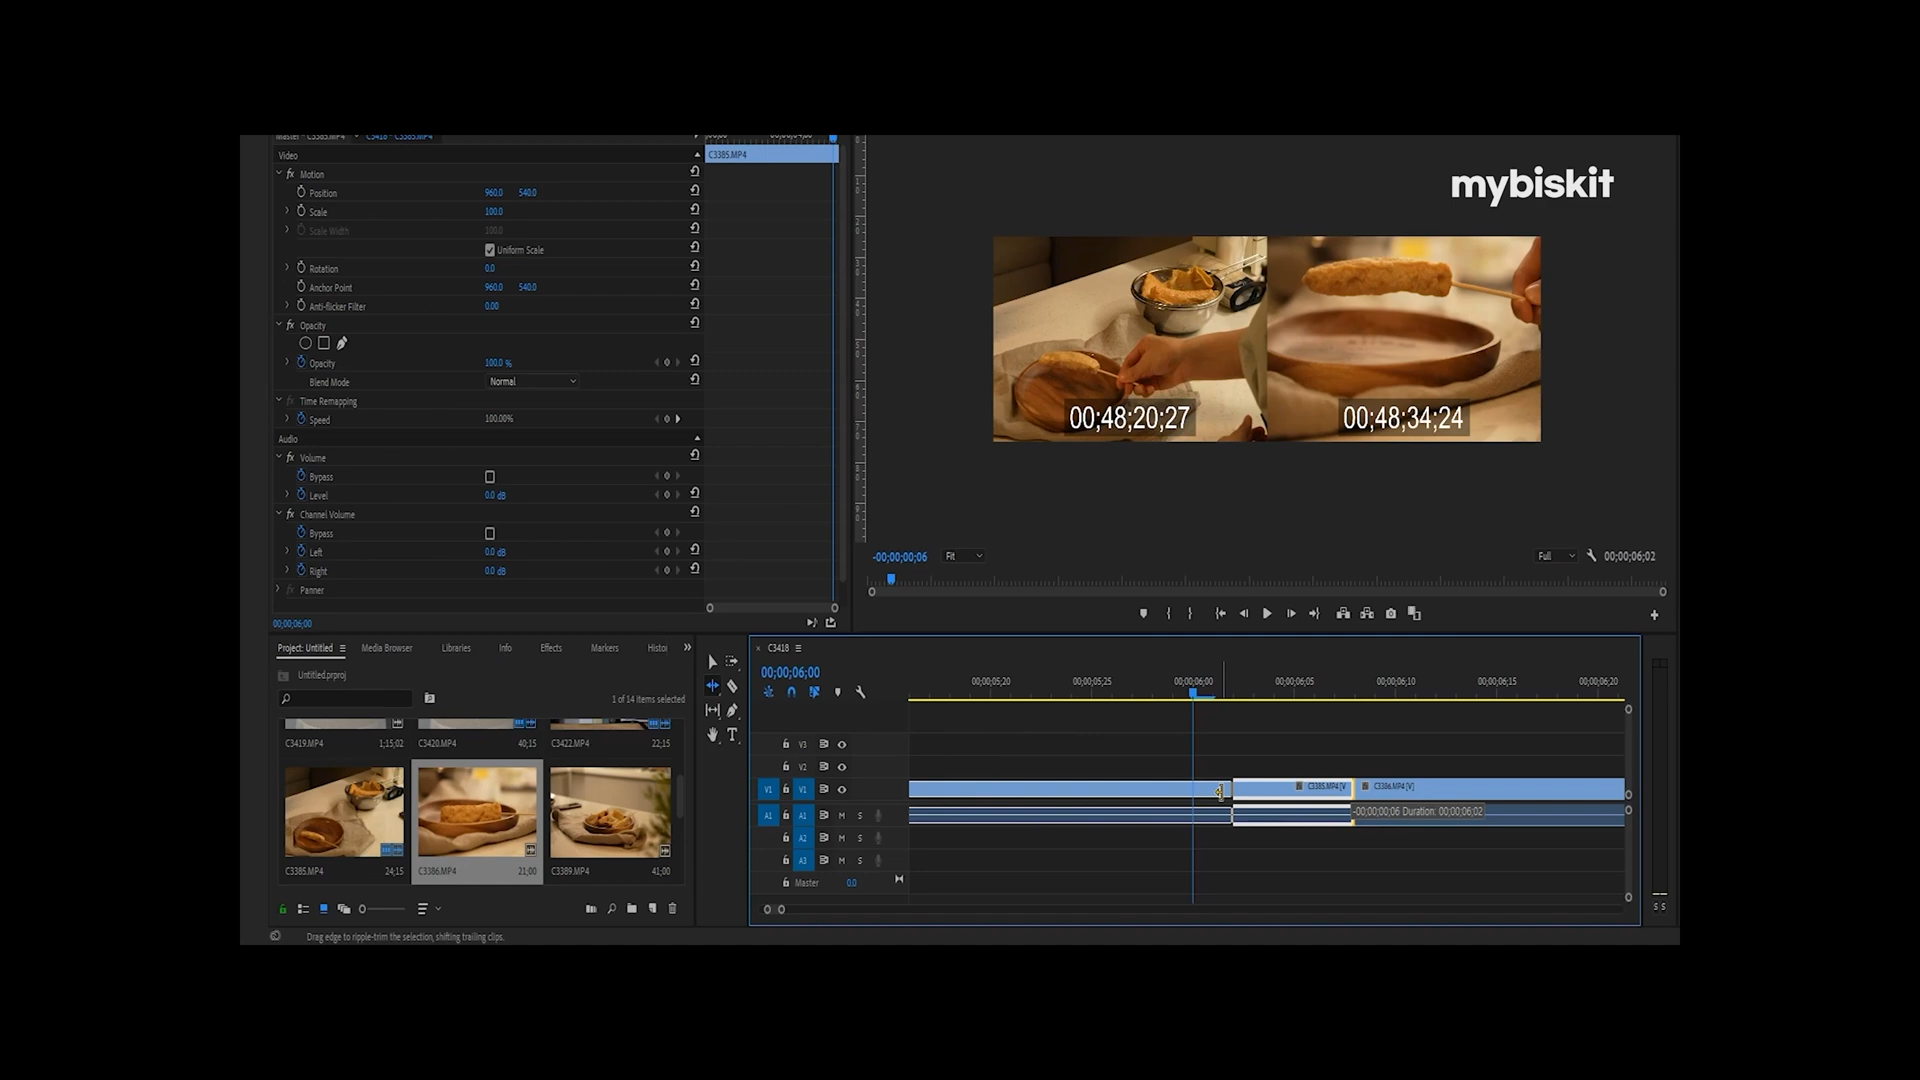 Master * C3385.MP4
C3418 * C3385.MP4
Video
C3385.MP4
Motion
Position 960.0 540.0
Scale 100.0
Scale Width 100.0
Uniform Scale
Rotation 0.0
Anchor Point 960.0 540.0
Anti-flicker Filter 0.00
Opacity
Opacity 100.0 %
Blend Mode Normal
Time Remapping
Speed 100.00%
Audio
Volume
Bypass
Level 0.0 dB
Channel Volume
Bypass
Left 0.0 dB
Right 0.0 dB
Panner
00;00;06;00
mybiskit
00;48;20;27 00;48;34;24
-00;00;00;06 Fit Full 00;00;06;02
Project: Untitled Media Browser Libraries Info Effects Markers Histoi
Untitled.prproj
1 of 14 items selected
C3419.MP4 1;15;02 C3420.MP4 40;15 C3422.MP4 22;15
C3385.MP4 24;15 C3386.MP4 21;00 C3389.MP4 41;00
C3418
00;00;06;00
00;00;05;20 00;00;05;25 00;00;06;00 00;00;06;05 00;00;06;10 00;00;06;15 00;00;06;20
V3
V2
V1 V1 C3385.MP4 [V C3386.MP4 [V]
A1 A1 M S -00;00;00;06 Duration: 00;00;06;02
A2 M S
A3 M S
Master 0.0
S S
Drag edge to ripple-trim the selection, shifting trailing clips.